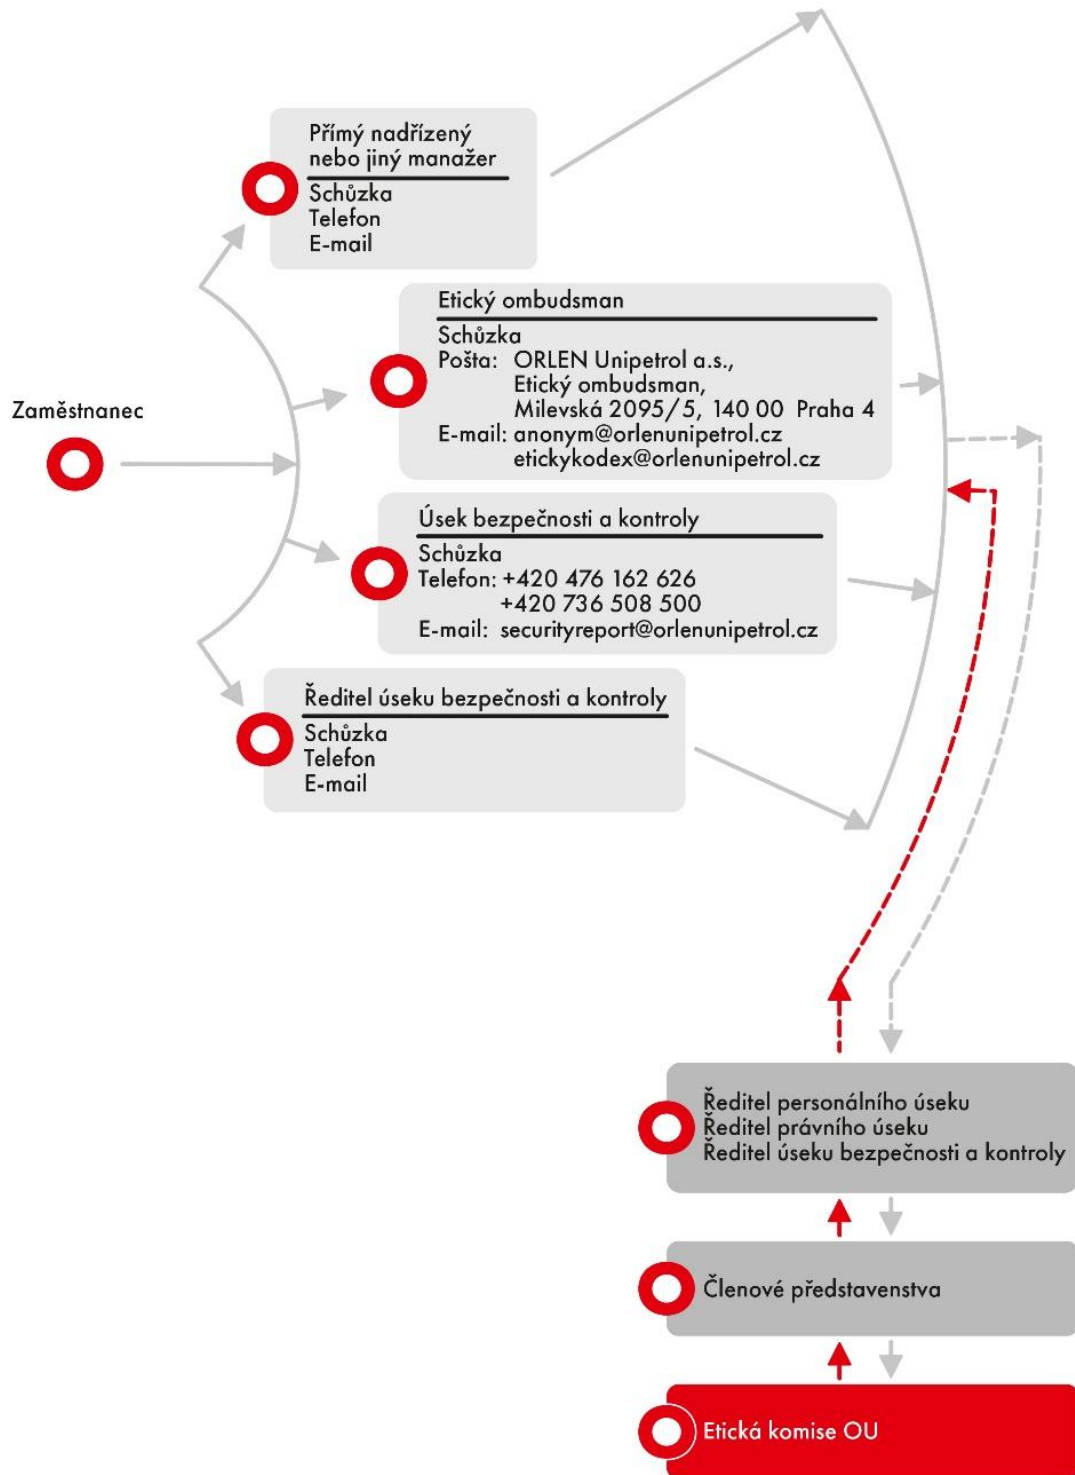 Přímý nadřízený
nebo jiný manažer
Schůzka
Telefon
E-mail
Etický ombudsman
Schůzka
Pošta: ORLEN Unipetrol a.s.,
Etický ombudsman,
Milevská 2095/5, 140 00 Praha 4
E-mail: anonym@orlenunipetrol.cz
etickykodex@orlenunipetrol.cz
Zaměstnanec
Úsek bezpečnosti a kontroly
Schůzka
Telefon: +420 476 162 626
+420 736 508 500
E-mail: securityreport@orlenunipetrol.cz
Ředitel úseku bezpečnosti a kontroly
Schůzka
Telefon
E-mail
Ředitel personálního úseku
Ředitel právního úseku
Ředitel úseku bezpečnosti a kontroly
Členové představenstva
Etická komise OU